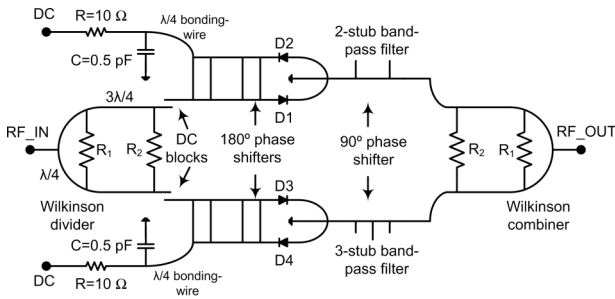 DC
R=10 Ω
λ/4 bonding-
wire
C=0.5 pF
D2
D1
2-stub band-
pass filter
3λ/4
RF_IN
λ/4
R1
R2
DC
blocks
180º phase
shifters
90º phase
shifter
R2
R1
RF_OUT
Wilkinson
divider
D3
D4
Wilkinson
combiner
C=0.5 pF
DC
R=10 Ω
λ/4 bonding-
wire
3-stub band-
pass filter